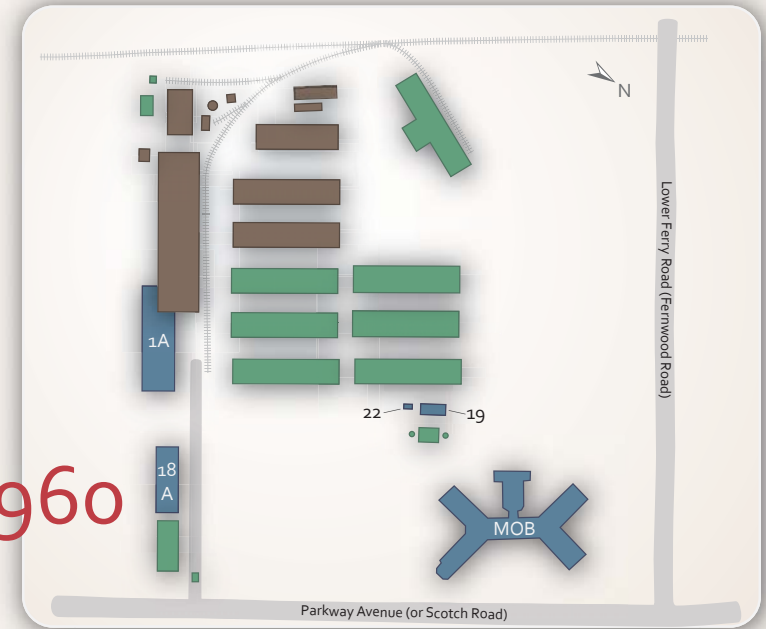 N
Lower Ferry Road (Fernwood Road)
1A
22
19
18
A
960
MOB
Parkway Avenue (or Scotch Road)